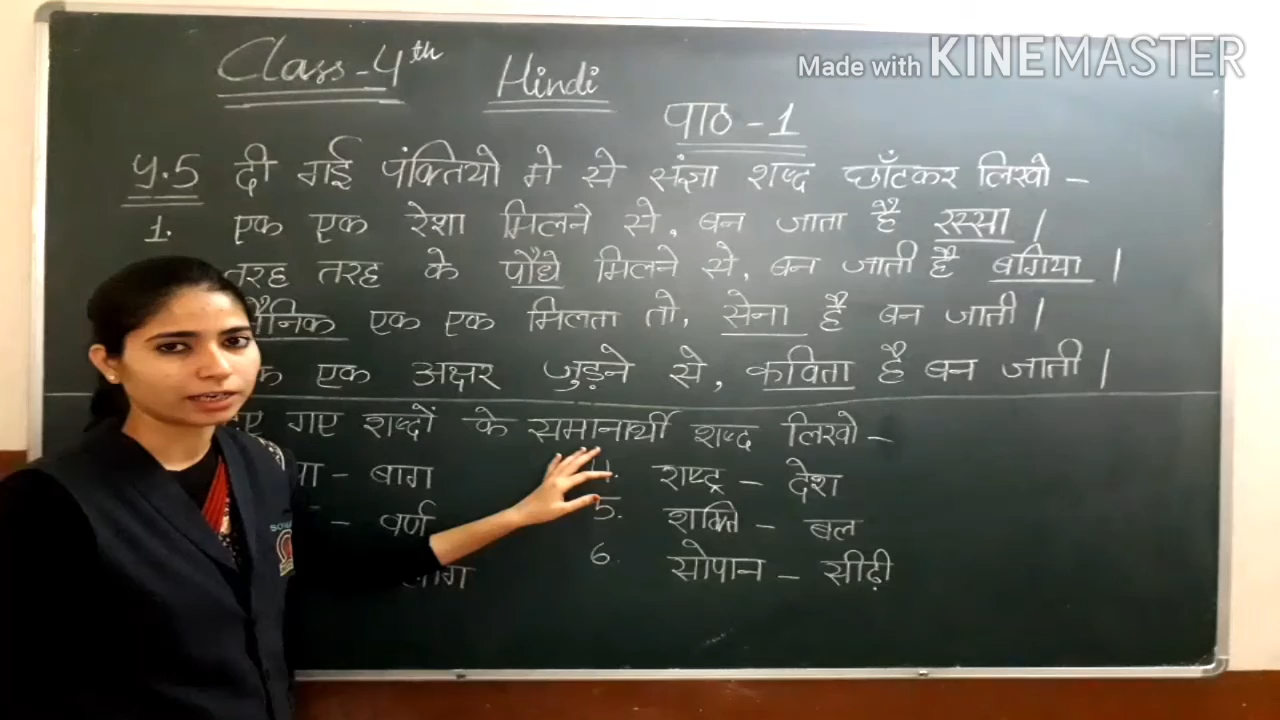 Made with KINEMASTER
Class-4th Hindi
पाठ-1
प्र.5 दी गई पंक्तियो मे से संज्ञा शब्द छाँटकर लिखो -
1. एक एक रेशा मिलने से, बन जाता है रस्सा।
तरह तरह के पौधे मिलने से, बन जाती है बगिया।
सैनिक एक एक मिलता तो, सेना है बन जाती।
एक अक्षर जुड़ने से, कविता है बन जाती।
गए शब्दों के समानार्थी शब्द लिखो -
- बाग 4. राष्ट्र - देश
- वर्ण 5. शक्ति - बल
6. सोपान - सीढ़ी